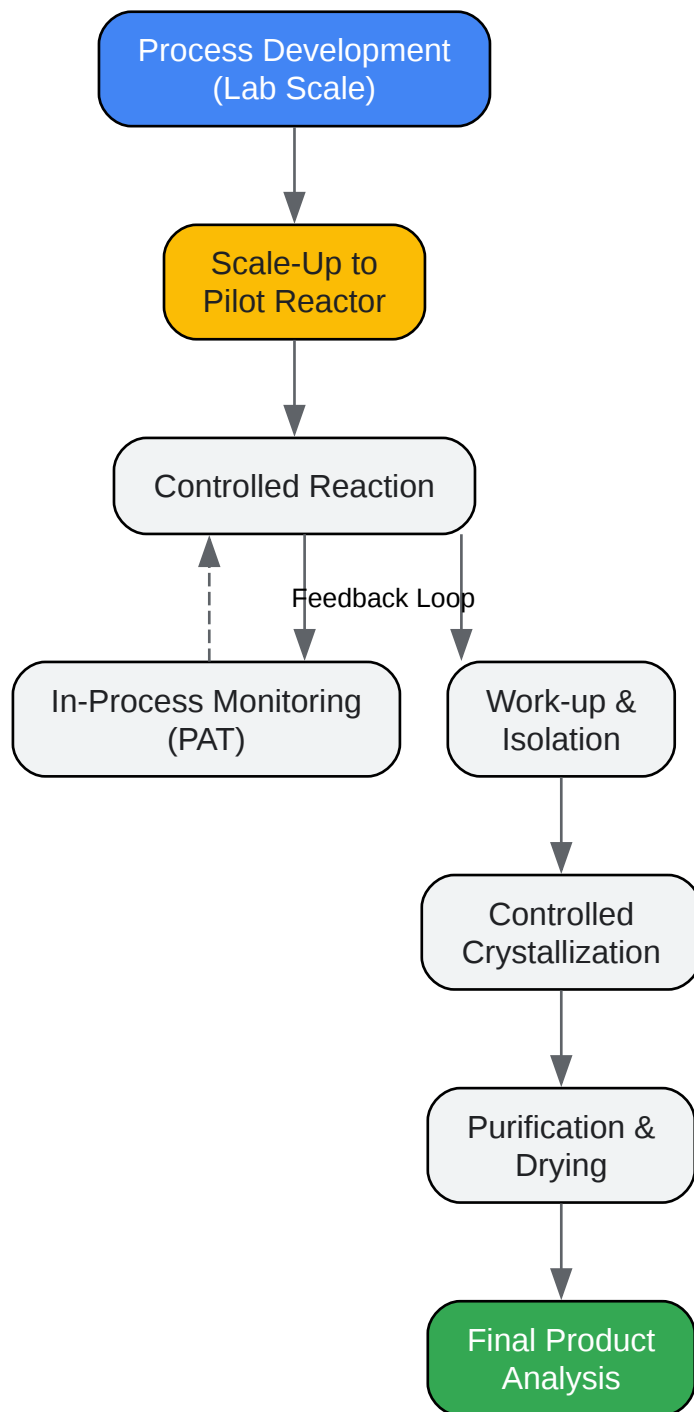 Process Development
(Lab Scale)
Scale-Up to
Pilot Reactor
Controlled Reaction
Feedback Loop
In-Process Monitoring
(PAT)
Work-up &
Isolation
Controlled
Crystallization
Purification &
Drying
Final Product
Analysis